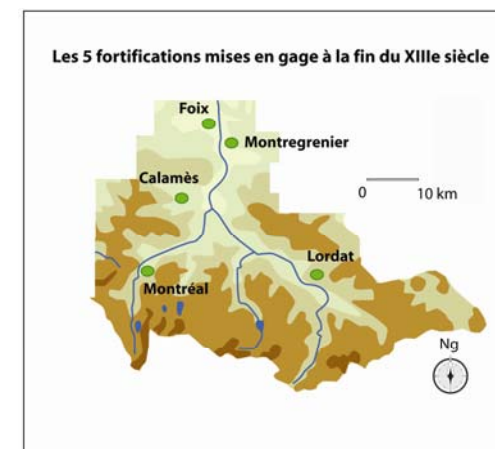 Les 5 fortifications mises en gage à la fin du XIIIe siècle
Foix
Montregrenier
Calamès
0 10 km
Lordat
Montréal
Ng